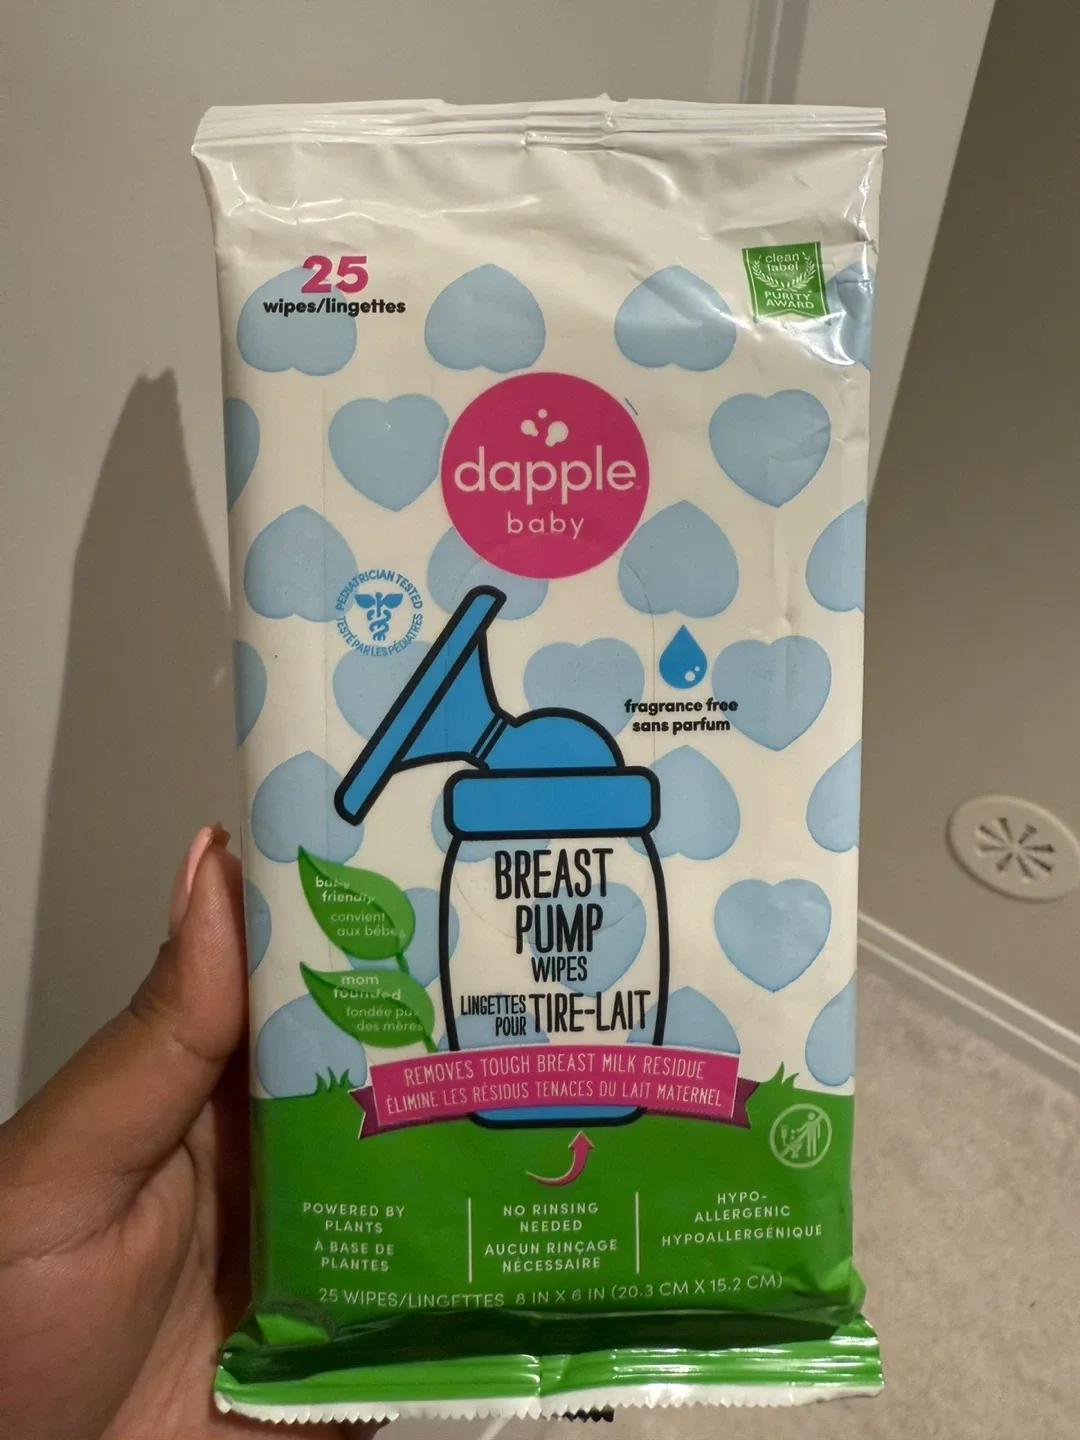 25
wipes/lingettes
clean
label
PURITY
AWARD
dapple
baby
PEDIATRICIAN TESTED
TESTÉ PAR LES PÉDIATRES
fragrance free
sans parfum
BREAST
PUMP
WIPES
LINGETTES
POUR TIRE-LAIT
baby
friendly
convient
aux bébés
mom
founded
fondée par
des mères
REMOVES TOUGH BREAST MILK RESIDUE
ÉLIMINE LES RÉSIDUS TENACES DU LAIT MATERNEL
POWERED BY
PLANTS
À BASE DE
PLANTES
NO RINSING
NEEDED
AUCUN RINÇAGE
NÉCESSAIRE
HYPO-
ALLERGENIC
HYPOALLERGÉNIQUE
25 WIPES/LINGETTES 8 IN X 6 IN (20.3 CM X 15.2 CM)